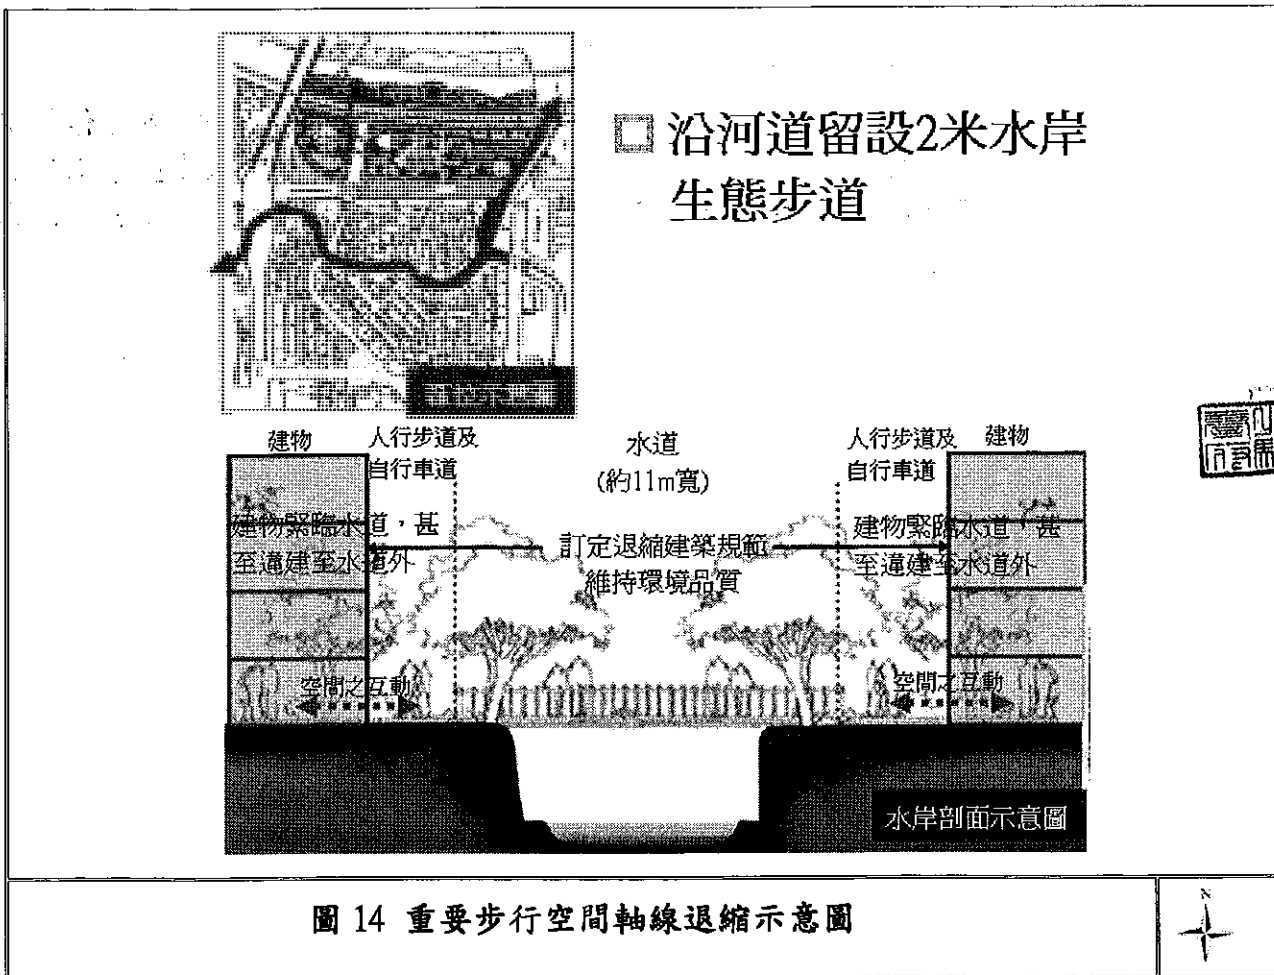 沿河道留設2米水岸
生態步道
建物
人行步道及
自行車道
水道
(約11m寬)
人行步道及
自行車道
建物
建物緊臨水道，甚
至違建至水道外
訂定退縮建築規範
維持環境品質
建物緊臨水道，甚
至違建至水道外
空間之互動
空間之互動
水岸剖面示意圖
圖 14 重要步行空間軸線退縮示意圖
N